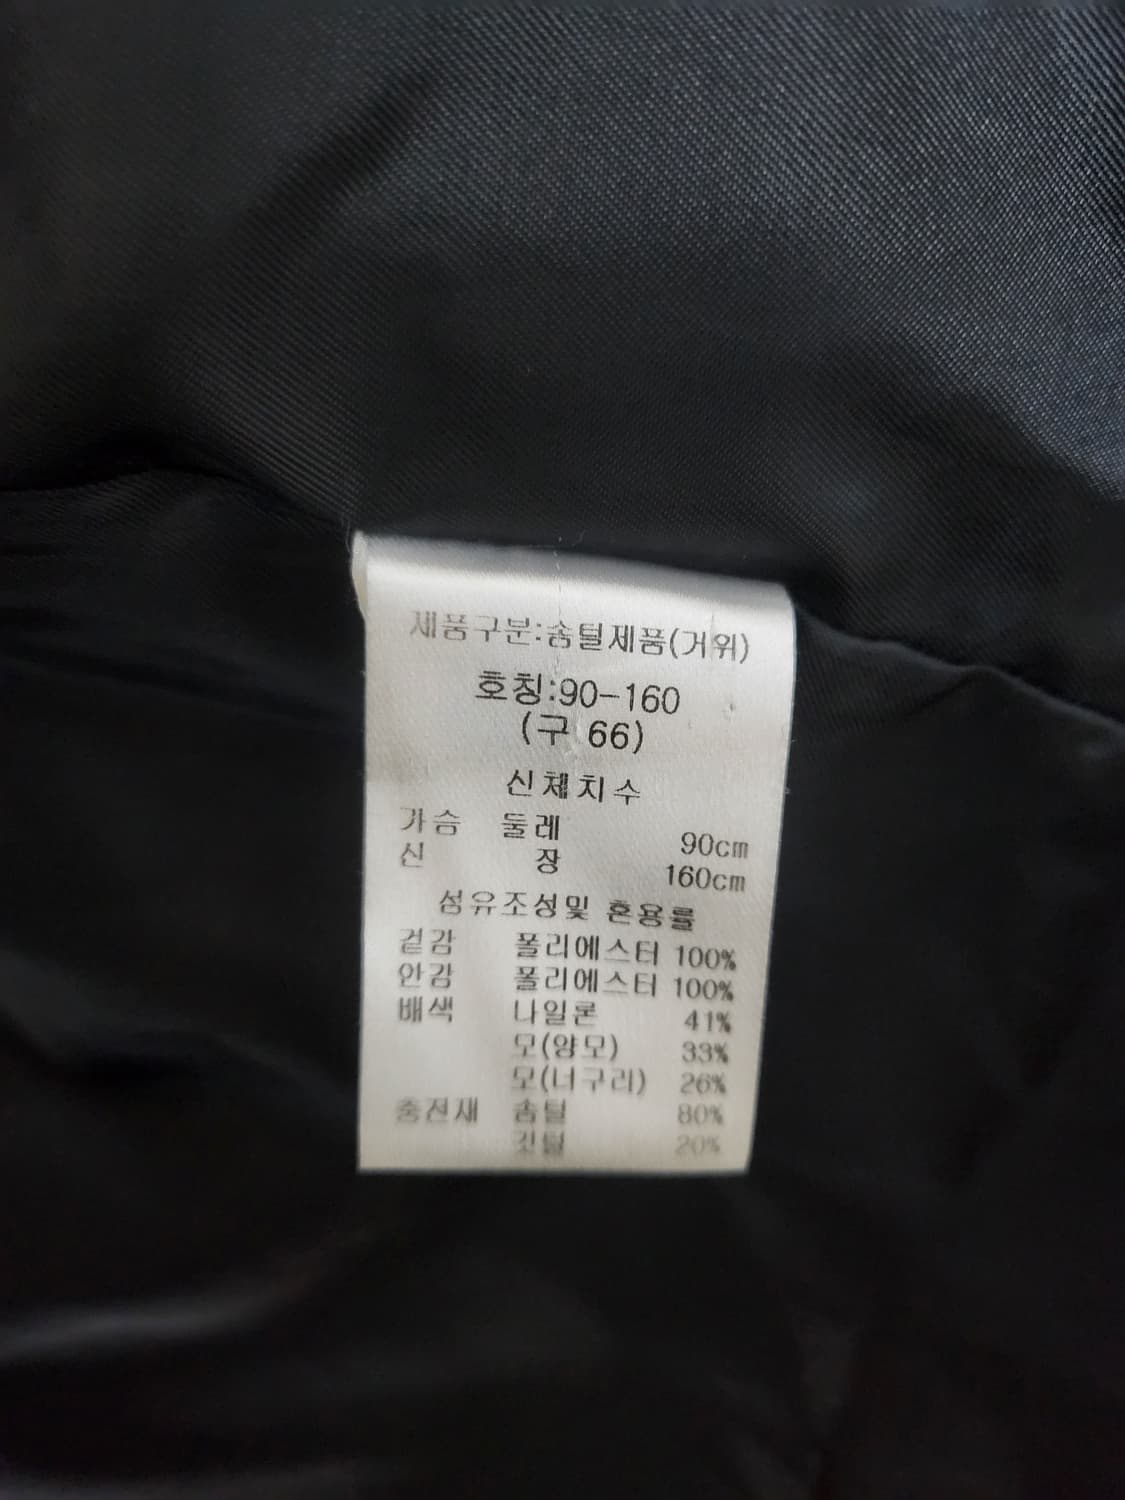 제품구분:솜털제품(거위)
호칭:90-160
(구 66)
신체치수
가슴 둘레 90cm
신 장 160cm
섬유조성및 혼용률
겉감 폴리에스터 100%
안감 폴리에스터 100%
배색 나일론 41%
모(양모) 33%
모(너구리) 26%
충전재 솜털 80%
깃털 20%